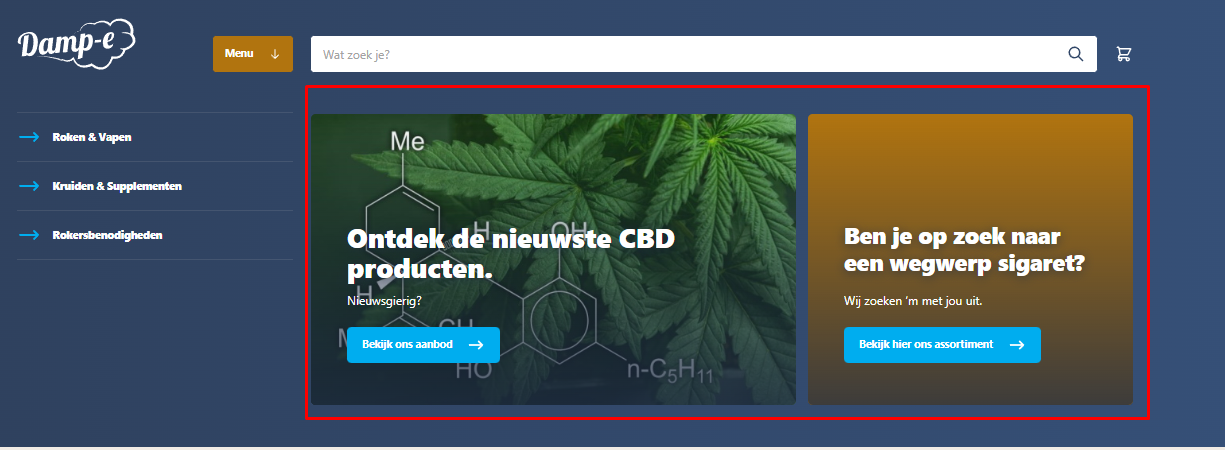 Damp-e
Menu
Wat zoek je?
Roken & Vapen
Kruiden & Supplementen
Rokersbenodigheden
Me
H
OH
Ontdek de nieuwste CBD
producten.
H
Nieuwsgierig?
CH
Bekijk ons aanbod
HO
n-C5H11
Ben je op zoek naar
een wegwerp sigaret?
Wij zoeken ‘m met jou uit.
Bekijk hier ons assortiment